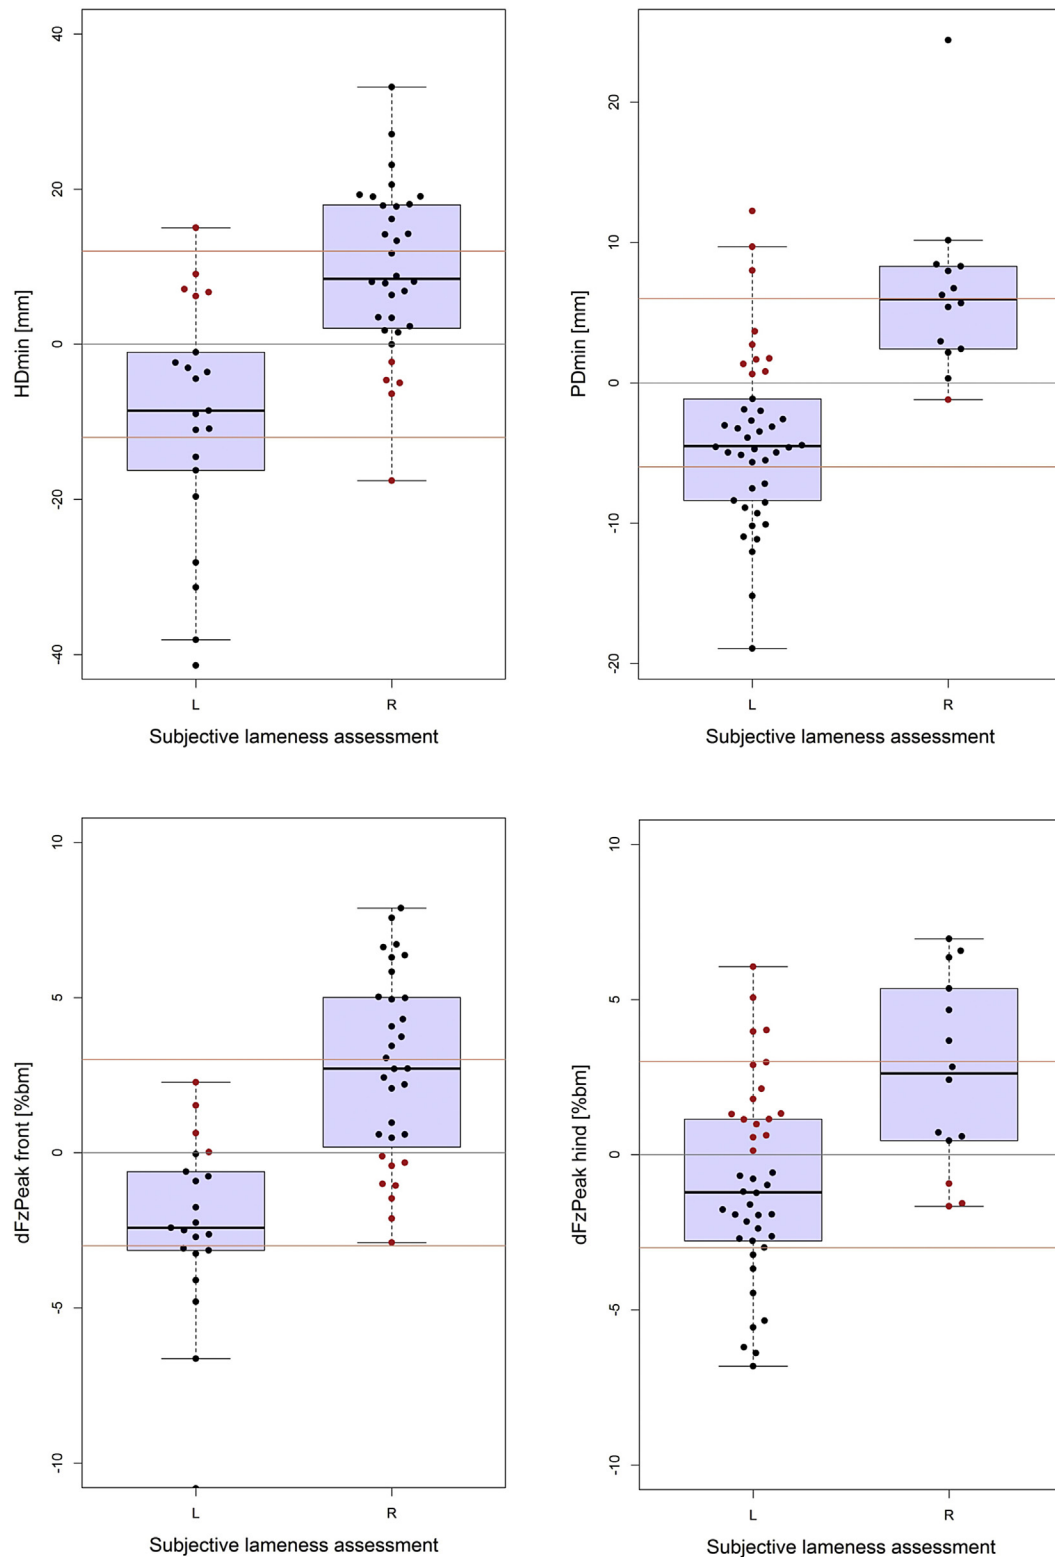 HDmin [mm]
40
20
0
-20
-40
L
R
Subjective lameness assessment
PDmin [mm]
20
10
0
-10
-20
L
R
Subjective lameness assessment
dFzPeak front [%bm]
10
5
0
-5
-10
L
R
Subjective lameness assessment
dFzPeak hind [%bm]
10
5
0
-5
-10
L
R
Subjective lameness assessment